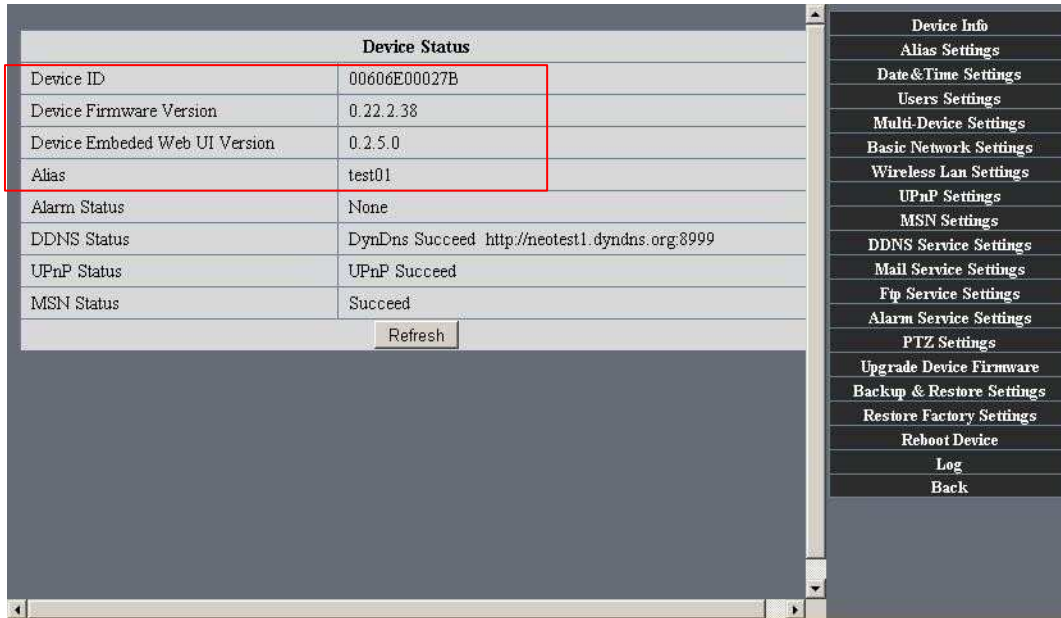 Device Status
Device ID 00606E00027B
Device Firmware Version 0.22.2.38
Device Embeded Web UI Version 0.2.5.0
Alias test01
Alarm Status None
DDNS Status DynDns Succeed http://neotest1.dyndns.org:8999
UPnP Status UPnP Succeed
MSN Status Succeed
Refresh
Device Info
Alias Settings
Date&Time Settings
Users Settings
Multi-Device Settings
Basic Network Settings
Wireless Lan Settings
UPnP Settings
MSN Settings
DDNS Service Settings
Mail Service Settings
Ftp Service Settings
Alarm Service Settings
PTZ Settings
Upgrade Device Firmware
Backup & Restore Settings
Restore Factory Settings
Reboot Device
Log
Back